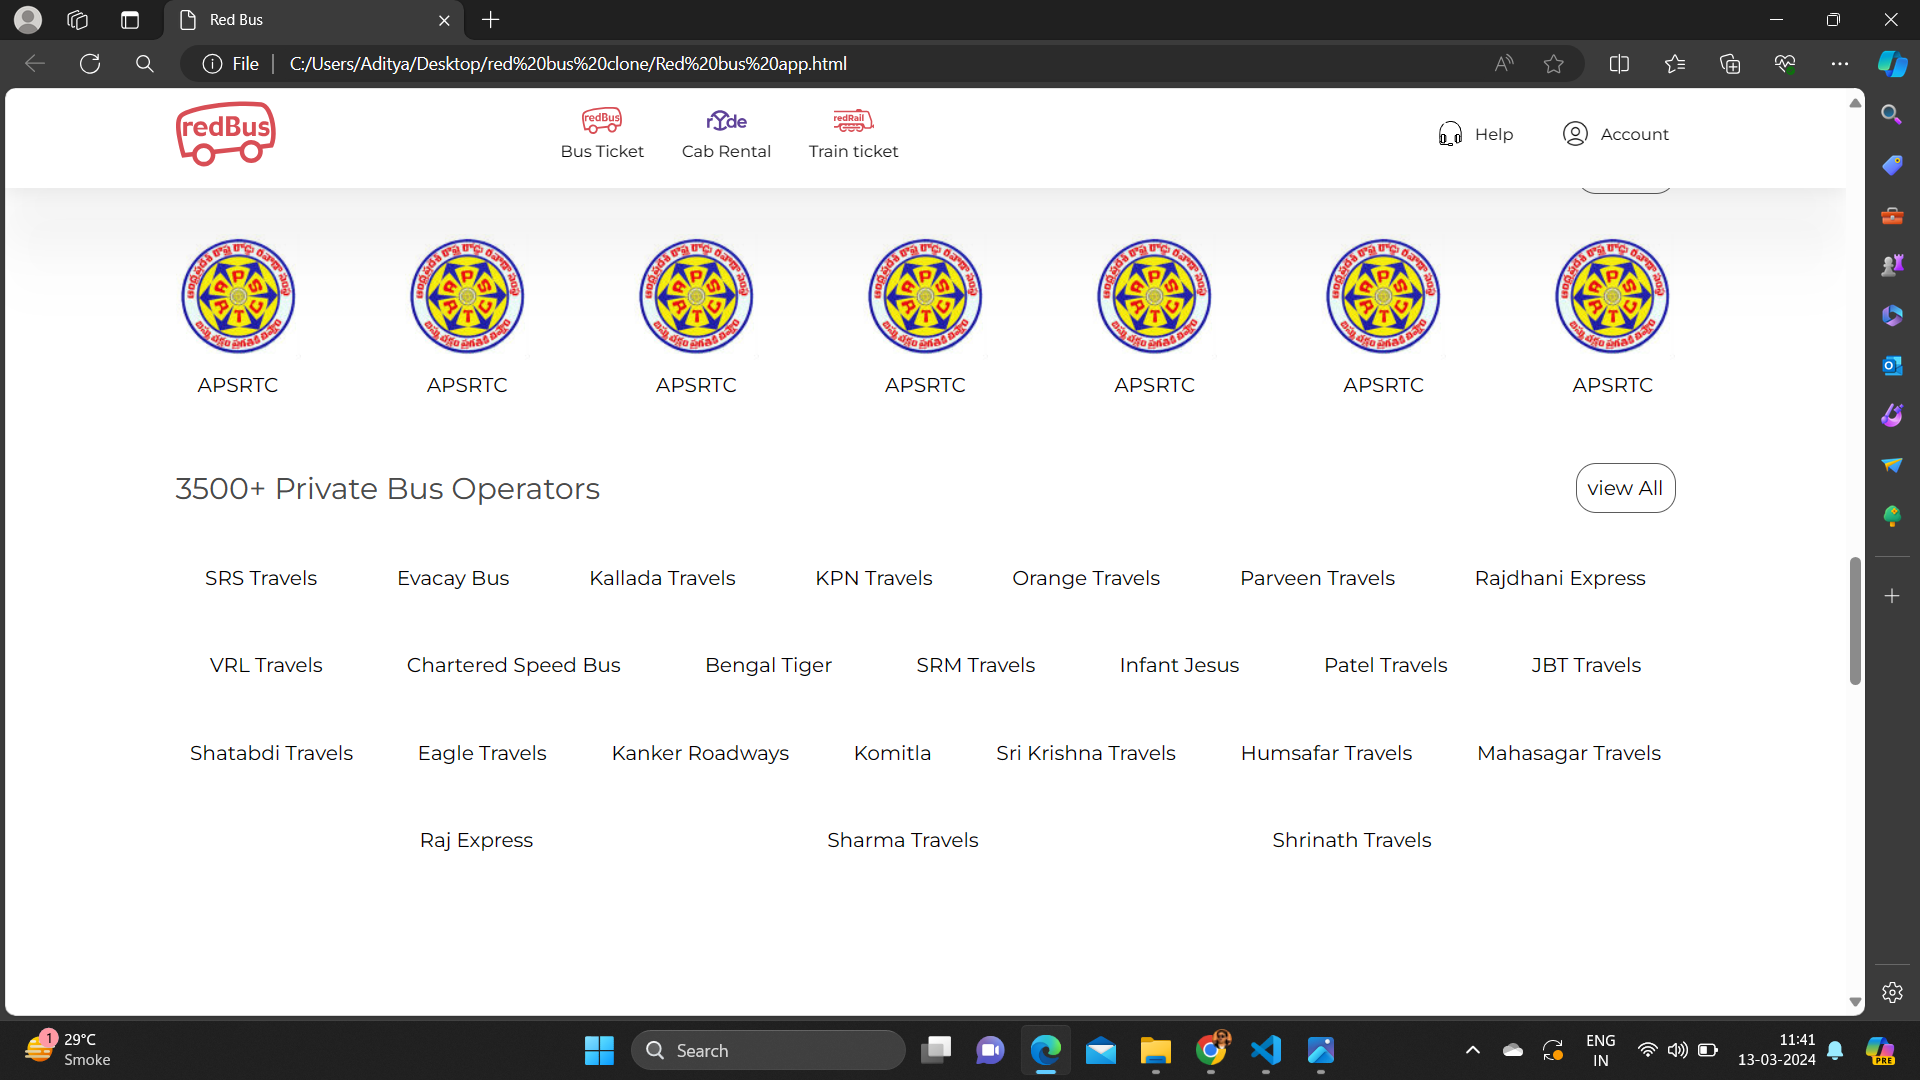 Red Bus
File
C:/Users/Aditya/Desktop/red%20bus%20clone/Red%20bus%20app.html
redBus
redBus
rYde
redRail
Bus Ticket
Cab Rental
Train ticket
Help
Account
APSRTC APSRTC APSRTC APSRTC APSRTC APSRTC APSRTC
3500+ Private Bus Operators
view All
SRS Travels Evacay Bus Kallada Travels KPN Travels Orange Travels Parveen Travels Rajdhani Express
VRL Travels Chartered Speed Bus Bengal Tiger SRM Travels Infant Jesus Patel Travels JBT Travels
Shatabdi Travels Eagle Travels Kanker Roadways Komitla Sri Krishna Travels Humsafar Travels Mahasagar Travels
Raj Express Sharma Travels Shrinath Travels
1
29°C
Smoke
Search
ENG
IN
11:41
13-03-2024
PRE